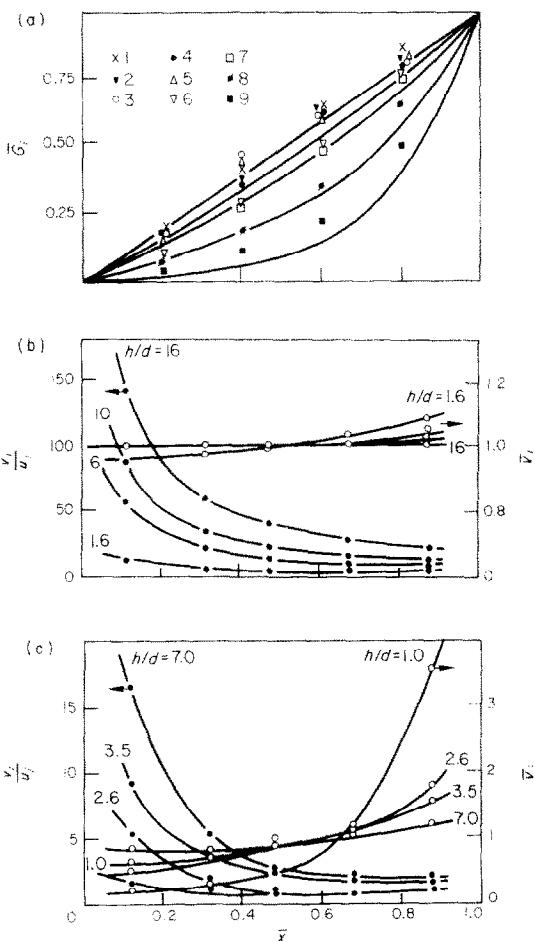 (a)
× 1 • 4 □ 7
▼ 2 △ 5 8
○ 3 ▽ 6 ■ 9
0.75
0.50
0.25
(b)
h/d = 16
150
10
100
6
50
1.6
0
h/d = 1.6
16
1.2
1.0
0.8
0
(c)
h/d = 7.0
h/d = 1.0
15
3.5
10
2.6
5
1.0
0
3
2.6
2
3.5
7.0
1
0
0.2 0.4 0.6 0.8 1.0
x̄